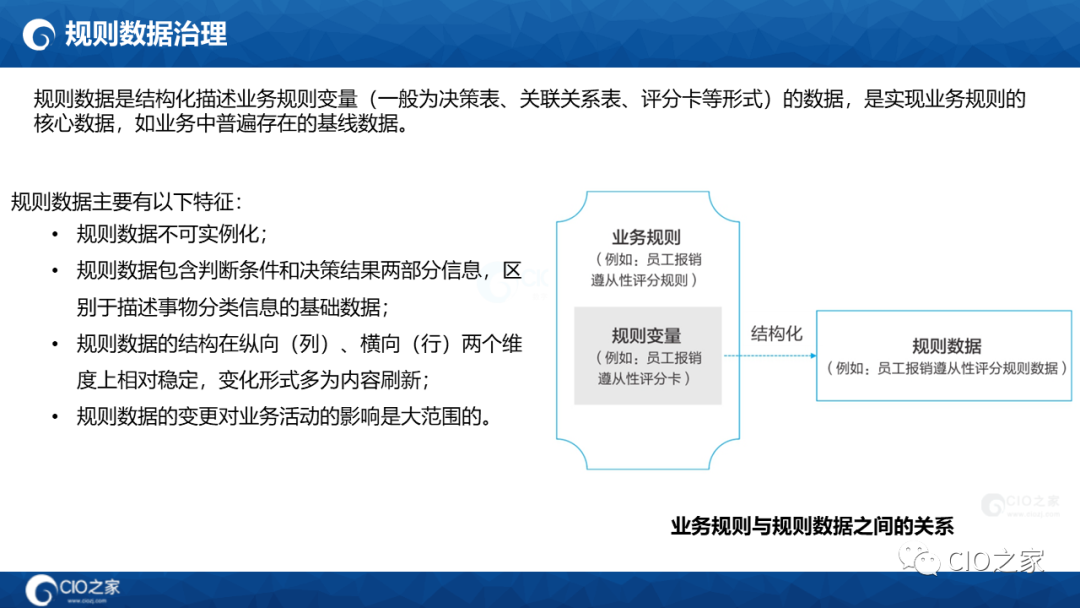 规则数据治理
规则数据是结构化描述业务规则变量（一般为决策表、关联关系表、评分卡等形式）的数据，是实现业务规则的
核心数据，如业务中普遍存在的基线数据。
规则数据主要有以下特征：
• 规则数据不可实例化；
• 规则数据包含判断条件和决策结果两部分信息，区
别于描述事物分类信息的基础数据；
• 规则数据的结构在纵向（列）、横向（行）两个维
度上相对稳定，变化形式多为内容刷新；
• 规则数据的变更对业务活动的影响是大范围的。
业务规则
（例如：员工报销
遵从性评分规则）
规则变量
（例如：员工报销
遵从性评分卡）
结构化
规则数据
（例如：员工报销遵从性评分规则数据）
CIO之家
www.ciozj.com
业务规则与规则数据之间的关系
CIO之家
CIO之家
www.ciozj.com